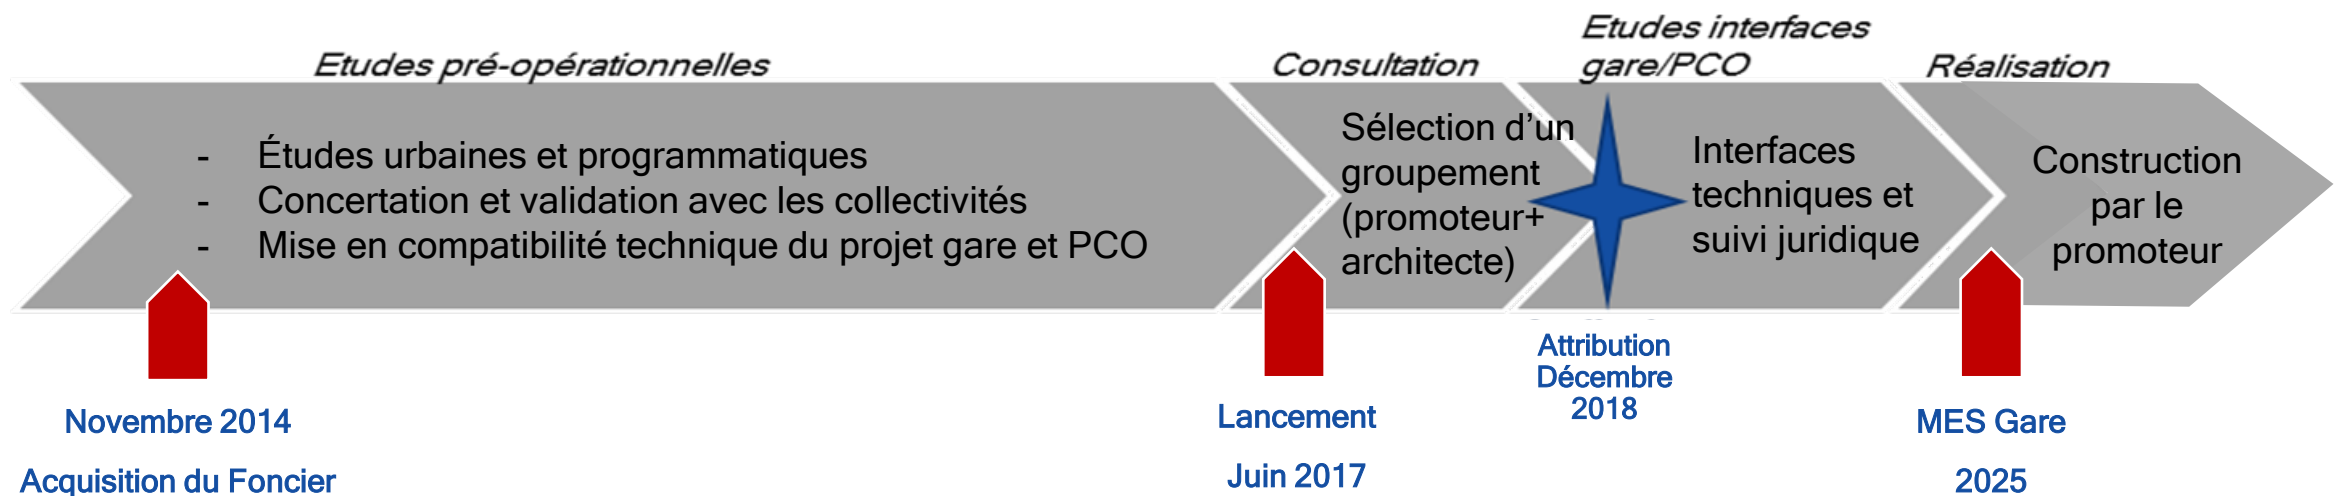 Etudes pré-opérationnelles
- Études urbaines et programmatiques
- Concertation et validation avec les collectivités
- Mise en compatibilité technique du projet gare et PCO
Consultation
Sélection d'un
groupement
(promoteur+
architecte)
Etudes interfaces
gare/PCO
Interfaces
techniques et
suivi juridique
Réalisation
Construction
par le
promoteur
Novembre 2014
Acquisition du Foncier
Lancement
Juin 2017
Attribution
Décembre
2018
MES Gare
2025